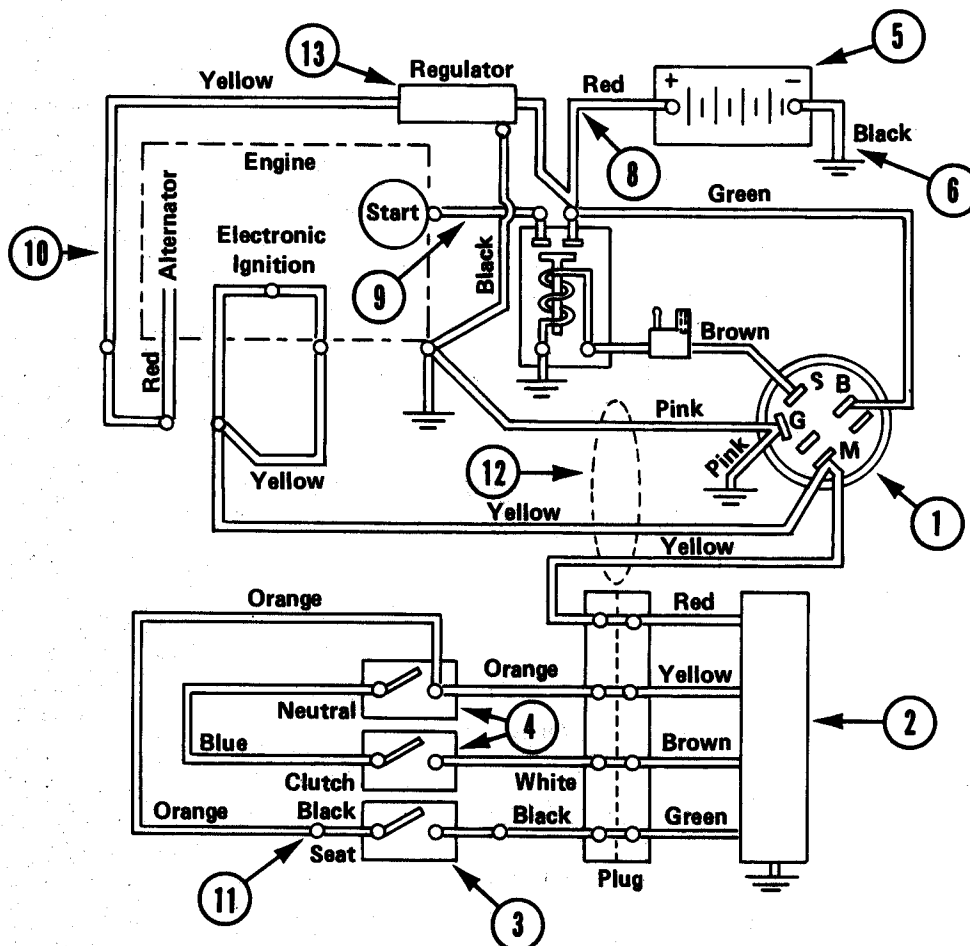 13
5
Yellow
Regulator
Red
+
−
8
Black
6
Engine
Green
Start
Alternator
10
Electronic
Ignition
9
Black
Brown
S
B
Red
Pink
G
M
Pink
12
Yellow
1
Yellow
Yellow
Orange
Red
Orange
Yellow
Neutral
4
2
Blue
Brown
Clutch
White
Orange
Black
Black
Green
Seat
Plug
11
3